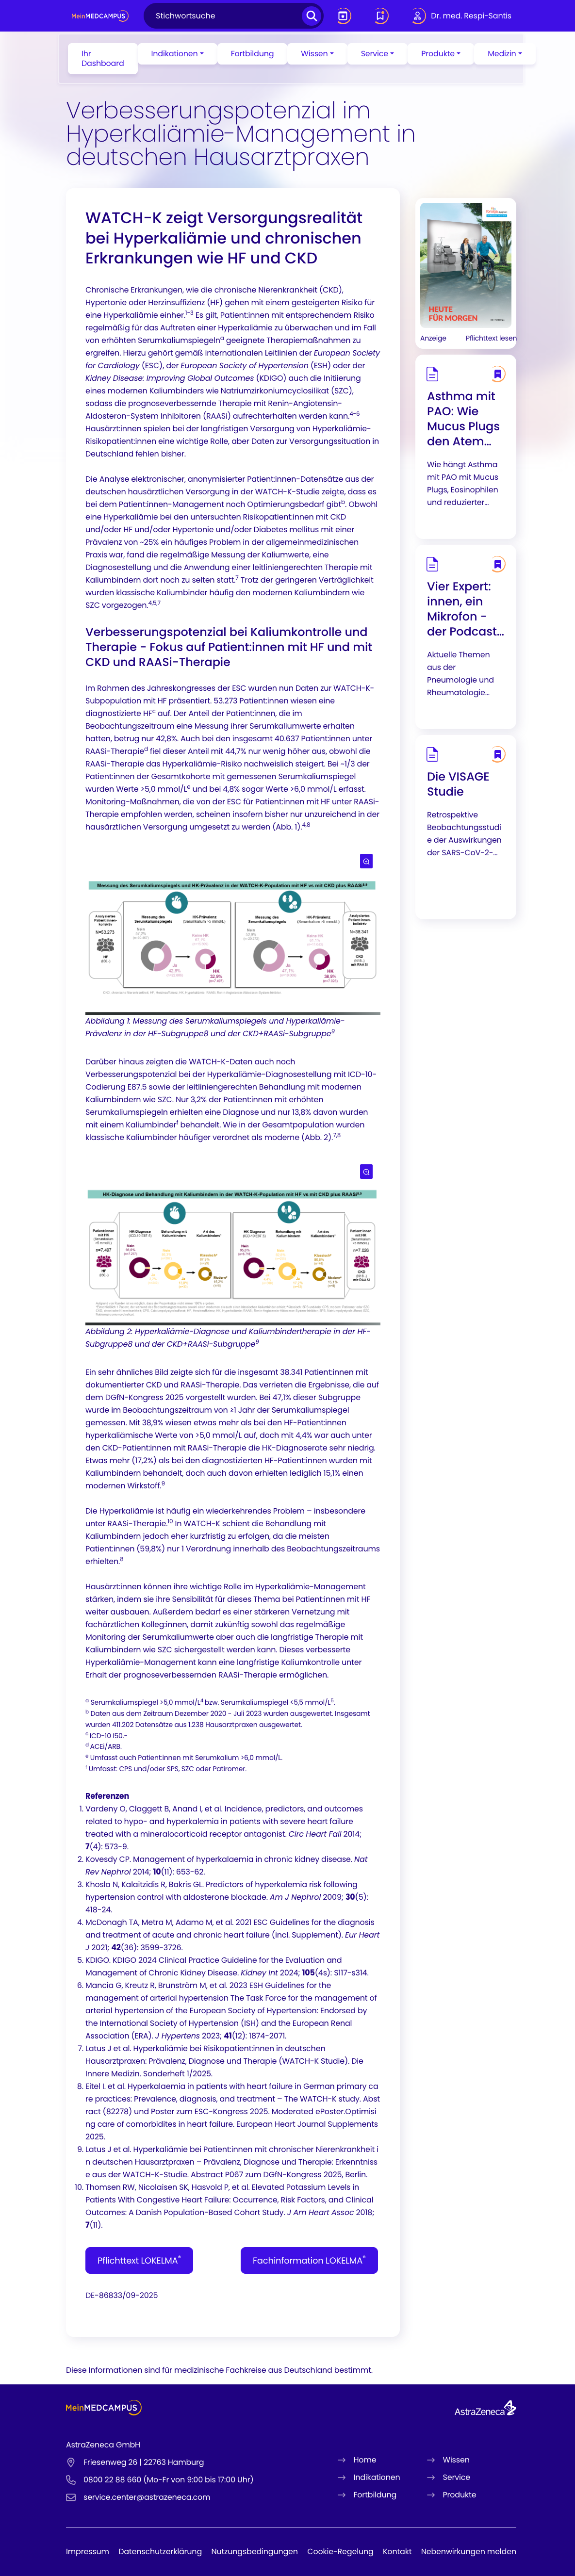 MeinMEDCAMPUS
Stichwortsuche
Dr. med. Respi-Santis
Ihr
Dashboard
Indikationen
Fortbildung
Wissen
Service
Produkte
Medizin
Verbesserungspotenzial im
Hyperkaliämie-Management in
deutschen Hausarztpraxen
WATCH-K zeigt Versorgungsrealität
bei Hyperkaliämie und chronischen
Erkrankungen wie HF und CKD
Chronische Erkrankungen, wie die chronische Nierenkrankheit (CKD),
Hypertonie oder Herzinsuffizienz (HF) gehen mit einem gesteigerten Risiko für
eine Hyperkaliämie einher.1-3 Es gilt, Patient:innen mit entsprechendem Risiko
regelmäßig für das Auftreten einer Hyperkaliämie zu überwachen und im Fall
von erhöhten Serumkaliumspiegelna geeignete Therapiemaßnahmen zu
ergreifen. Hierzu gehört gemäß internationalen Leitlinien der European Society
for Cardiology (ESC), der European Society of Hypertension (ESH) oder der
Kidney Disease: Improving Global Outcomes (KDIGO) auch die Initiierung
eines modernen Kaliumbinders wie Natriumzirkoniumcyclosilikat (SZC),
sodass die prognoseverbessernde Therapie mit Renin-Angiotensin-
Aldosteron-System Inhibitoren (RAASi) aufrechterhalten werden kann.4-6
Hausärzt:innen spielen bei der langfristigen Versorgung von Hyperkaliämie-
Risikopatient:innen eine wichtige Rolle, aber Daten zur Versorgungssituation in
Deutschland fehlen bisher.
Die Analyse elektronischer, anonymisierter Patient:innen-Datensätze aus der
deutschen hausärztlichen Versorgung in der WATCH-K-Studie zeigte, dass es
bei dem Patient:innen-Management noch Optimierungsbedarf gibtb. Obwohl
eine Hyperkaliämie bei den untersuchten Risikopatient:innen mit CKD
und/oder HF und/oder Hypertonie und/oder Diabetes mellitus mit einer
Prävalenz von ~25% ein häufiges Problem in der allgemeinmedizinischen
Praxis war, fand die regelmäßige Messung der Kaliumwerte, eine
Diagnosestellung und die Anwendung einer leitliniengerechten Therapie mit
Kaliumbindern dort noch zu selten statt.7 Trotz der geringeren Verträglichkeit
wurden klassische Kaliumbinder häufig den modernen Kaliumbindern wie
SZC vorgezogen.4,5,7
Verbesserungspotenzial bei Kaliumkontrolle und
Therapie - Fokus auf Patient:innen mit HF und mit
CKD und RAASi-Therapie
Im Rahmen des Jahreskongresses der ESC wurden nun Daten zur WATCH-K-
Subpopulation mit HF präsentiert. 53.273 Patient:innen wiesen eine
diagnostizierte HFc auf. Der Anteil der Patient:innen, die im
Beobachtungszeitraum eine Messung ihrer Serumkaliumwerte erhalten
hatten, betrug nur 42,8%. Auch bei den insgesamt 40.637 Patient:innen unter
RAASi-Therapied fiel dieser Anteil mit 44,7% nur wenig höher aus, obwohl die
RAASi-Therapie das Hyperkaliämie-Risiko nachweislich steigert. Bei ~1/3 der
Patient:innen der Gesamtkohorte mit gemessenen Serumkaliumspiegel
wurden Werte >5,0 mmol/Le und bei 4,8% sogar Werte >6,0 mmol/L erfasst.
Monitoring-Maßnahmen, die von der ESC für Patient:innen mit HF unter RAASi-
Therapie empfohlen werden, scheinen insofern bisher nur unzureichend in der
hausärztlichen Versorgung umgesetzt zu werden (Abb. 1).4,8
Messung des Serumkaliumspiegels und HK-Prävalenz in der WATCH-K-Population mit HF vs mit CKD plus RAASi
Abbildung 1: Messung des Serumkaliumspiegels und Hyperkaliämie-
Prävalenz in der HF-Subgruppe8 und der CKD+RAASi-Subgruppe9
Darüber hinaus zeigten die WATCH-K-Daten auch noch
Verbesserungspotenzial bei der Hyperkaliämie-Diagnosestellung mit ICD-10-
Codierung E87.5 sowie der leitliniengerechten Behandlung mit modernen
Kaliumbindern wie SZC. Nur 3,2% der Patient:innen mit erhöhten
Serumkaliumspiegeln erhielten eine Diagnose und nur 13,8% davon wurden
mit einem Kaliumbinderf behandelt. Wie in der Gesamtpopulation wurden
klassische Kaliumbinder häufiger verordnet als moderne (Abb. 2).7,8
HK-Diagnose und Behandlung mit Kaliumbindern in der WATCH-K-Population mit HF vs mit CKD plus RAASi
Abbildung 2: Hyperkaliämie-Diagnose und Kaliumbindertherapie in der HF-
Subgruppe8 und der CKD+RAASi-Subgruppe9
Ein sehr ähnliches Bild zeigte sich für die insgesamt 38.341 Patient:innen mit
dokumentierter CKD und RAASi-Therapie. Das verrieten die Ergebnisse, die auf
dem DGfN-Kongress 2025 vorgestellt wurden. Bei 47,1% dieser Subgruppe
wurde im Beobachtungszeitraum von ≥1 Jahr der Serumkaliumspiegel
gemessen. Mit 38,9% wiesen etwas mehr als bei den HF-Patient:innen
hyperkaliämische Werte von >5,0 mmol/L auf, doch mit 4,4% war auch unter
den CKD-Patient:innen mit RAASi-Therapie die HK-Diagnoserate sehr niedrig.
Etwas mehr (17,2%) als bei den diagnostizierten HF-Patient:innen wurden mit
Kaliumbindern behandelt, doch auch davon erhielten lediglich 15,1% einen
modernen Wirkstoff.9
Die Hyperkaliämie ist häufig ein wiederkehrendes Problem – insbesondere
unter RAASi-Therapie.10 In WATCH-K schient die Behandlung mit
Kaliumbindern jedoch eher kurzfristig zu erfolgen, da die meisten
Patient:innen (59,8%) nur 1 Verordnung innerhalb des Beobachtungszeitraums
erhielten.8
Hausärzt:innen können ihre wichtige Rolle im Hyperkaliämie-Management
stärken, indem sie ihre Sensibilität für dieses Thema bei Patient:innen mit HF
weiter ausbauen. Außerdem bedarf es einer stärkeren Vernetzung mit
fachärztlichen Kolleg:innen, damit zukünftig sowohl das regelmäßige
Monitoring der Serumkaliumwerte aber auch die langfristige Therapie mit
Kaliumbindern wie SZC sichergestellt werden kann. Dieses verbesserte
Hyperkaliämie-Management kann eine langfristige Kaliumkontrolle unter
Erhalt der prognoseverbessernden RAASi-Therapie ermöglichen.
a Serumkaliumspiegel >5,0 mmol/L4 bzw. Serumkaliumspiegel <5,5 mmol/L5.
b Daten aus dem Zeitraum Dezember 2020 - Juli 2023 wurden ausgewertet. Insgesamt
wurden 411.202 Datensätze aus 1.238 Hausarztpraxen ausgewertet.
c ICD-10 I50.-
d ACEi/ARB.
e Umfasst auch Patient:innen mit Serumkalium >6,0 mmol/L.
f Umfasst: CPS und/oder SPS, SZC oder Patiromer.
Referenzen
1. Vardeny O, Claggett B, Anand I, et al. Incidence, predictors, and outcomes
related to hypo- and hyperkalemia in patients with severe heart failure
treated with a mineralocorticoid receptor antagonist. Circ Heart Fail 2014;
7(4): 573-9.
2. Kovesdy CP. Management of hyperkalaemia in chronic kidney disease. Nat
Rev Nephrol 2014; 10(11): 653-62.
3. Khosla N, Kalaitzidis R, Bakris GL. Predictors of hyperkalemia risk following
hypertension control with aldosterone blockade. Am J Nephrol 2009; 30(5):
418-24.
4. McDonagh TA, Metra M, Adamo M, et al. 2021 ESC Guidelines for the diagnosis
and treatment of acute and chronic heart failure (incl. Supplement). Eur Heart
J 2021; 42(36): 3599-3726.
5. KDIGO. KDIGO 2024 Clinical Practice Guideline for the Evaluation and
Management of Chronic Kidney Disease. Kidney Int 2024; 105(4s): S117-s314.
6. Mancia G, Kreutz R, Brunström M, et al. 2023 ESH Guidelines for the
management of arterial hypertension The Task Force for the management of
arterial hypertension of the European Society of Hypertension: Endorsed by
the International Society of Hypertension (ISH) and the European Renal
Association (ERA). J Hypertens 2023; 41(12): 1874-2071.
7. Latus J et al. Hyperkaliämie bei Risikopatient:innen in deutschen
Hausarztpraxen: Prävalenz, Diagnose und Therapie (WATCH-K Studie). Die
Innere Medizin. Sonderheft 1/2025.
8. Eitel I. et al. Hyperkalaemia in patients with heart failure in German primary ca
re practices: Prevalence, diagnosis, and treatment – The WATCH-K study. Abst
ract (82278) und Poster zum ESC-Kongress 2025. Moderated ePoster.Optimisi
ng care of comorbidites in heart failure. European Heart Journal Supplements
2025.
9. Latus J et al. Hyperkaliämie bei Patient:innen mit chronischer Nierenkrankheit i
n deutschen Hausarztpraxen – Prävalenz, Diagnose und Therapie: Erkenntniss
e aus der WATCH-K-Studie. Abstract P067 zum DGfN-Kongress 2025, Berlin.
10. Thomsen RW, Nicolaisen SK, Hasvold P, et al. Elevated Potassium Levels in
Patients With Congestive Heart Failure: Occurrence, Risk Factors, and Clinical
Outcomes: A Danish Population-Based Cohort Study. J Am Heart Assoc 2018;
7(11).
Pflichttext LOKELMA®
Fachinformation LOKELMA®
DE-86833/09-2025
HEUTE
FÜR MORGEN
Anzeige
Pflichttext lesen
Asthma mit
PAO: Wie
Mucus Plugs
den Atem...
Wie hängt Asthma
mit PAO mit Mucus
Plugs, Eosinophilen
und reduzierter...
Vier Expert:
innen, ein
Mikrofon -
der Podcast...
Aktuelle Themen
aus der
Pneumologie und
Rheumatologie...
Die VISAGE
Studie
Retrospektive
Beobachtungsstudi
e der Auswirkungen
der SARS-CoV-2-...
Diese Informationen sind für medizinische Fachkreise aus Deutschland bestimmt.
MeinMEDCAMPUS
AstraZeneca
AstraZeneca GmbH
Friesenweg 26 | 22763 Hamburg
0800 22 88 660 (Mo-Fr von 9:00 bis 17:00 Uhr)
service.center@astrazeneca.com
Home
Indikationen
Fortbildung
Wissen
Service
Produkte
Impressum
Datenschutzerklärung
Nutzungsbedingungen
Cookie-Regelung
Kontakt
Nebenwirkungen melden